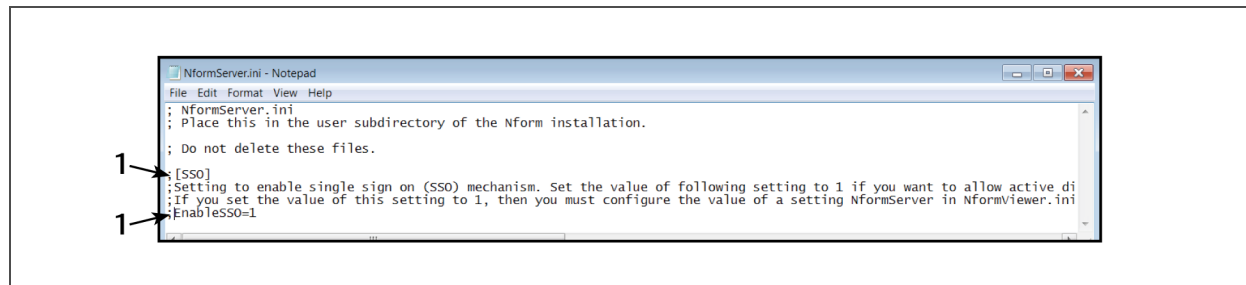 NformServer.ini - Notepad
File Edit Format View Help
; NformServer.ini
; Place this in the user subdirectory of the Nform installation.
; Do not delete these files.
1
;[SSO]
;Setting to enable single sign on (SSO) mechanism. Set the value of following setting to 1 if you want to allow active di
;If you set the value of this setting to 1, then you must configure the value of a setting NformServer in NformViewer.ini
1
;EnableSSO=1